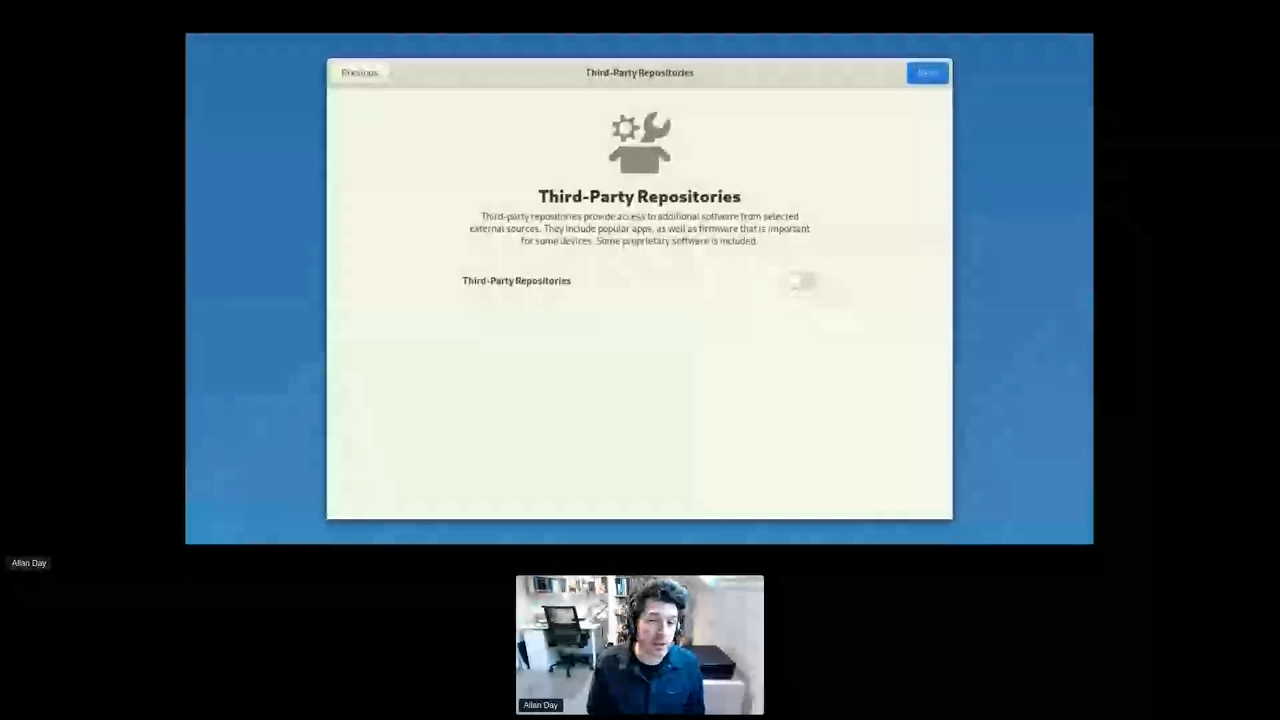 Previous
Third-Party Repositories
Next
Third-Party Repositories
Third-party repositories provide access to additional software from selected
external sources. They include popular apps, as well as firmware that is important
for some devices. Some proprietary software is included.
Third-Party Repositories
Allan Day
Allan Day